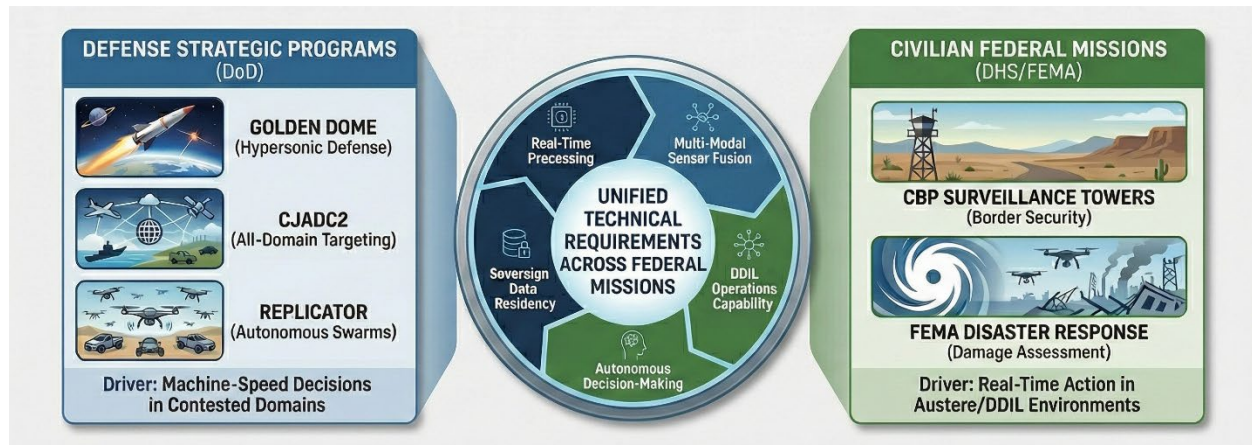 DEFENSE STRATEGIC PROGRAMS
(DoD)
GOLDEN DOME
(Hypersonic Defense)
CJADC2
(All-Domain Targeting)
REPLICATOR
(Autonomous Swarms)
Driver: Machine-Speed Decisions
in Contested Domains
Real-Time
Precessing
Multi-Modal
Sensar Fusion
UNIFIED
TECHNICAL
REQUIREMENTS
ACROSS FEDERAL
MISSIONS
Soversign
Data
Residency
DDIL
Operations
Capability
Autonomous
Decision-Making
CIVILIAN FEDERAL MISSIONS
(DHS/FEMA)
CBP SURVEILLANCE TOWERS
(Border Security)
FEMA DISASTER RESPONSE
(Damage Assessment)
Driver: Real-Time Action in
Austere/DDIL Environments